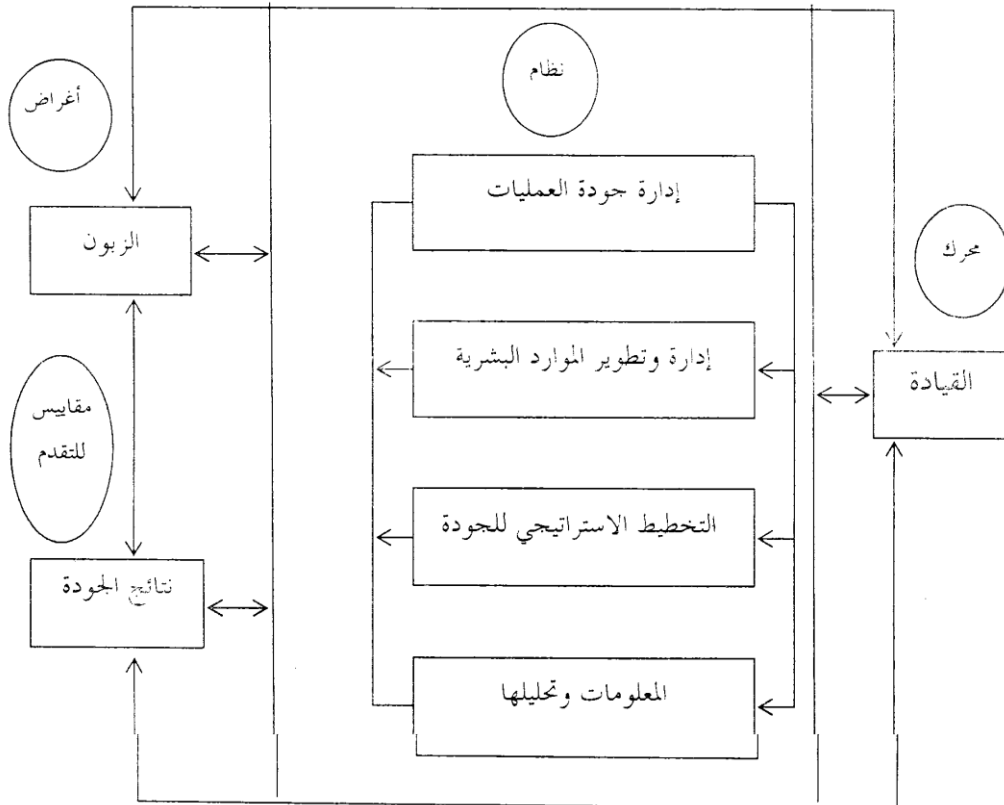 نظام
أغراض
إدارة جودة العمليات
الزبون
محرك
إدارة وتطوير الموارد البشرية
القيادة
مقاييس
للتقدم
التخطيط الاستراتيجي للجودة
نتائج الجودة
المعلومات وتحليلها